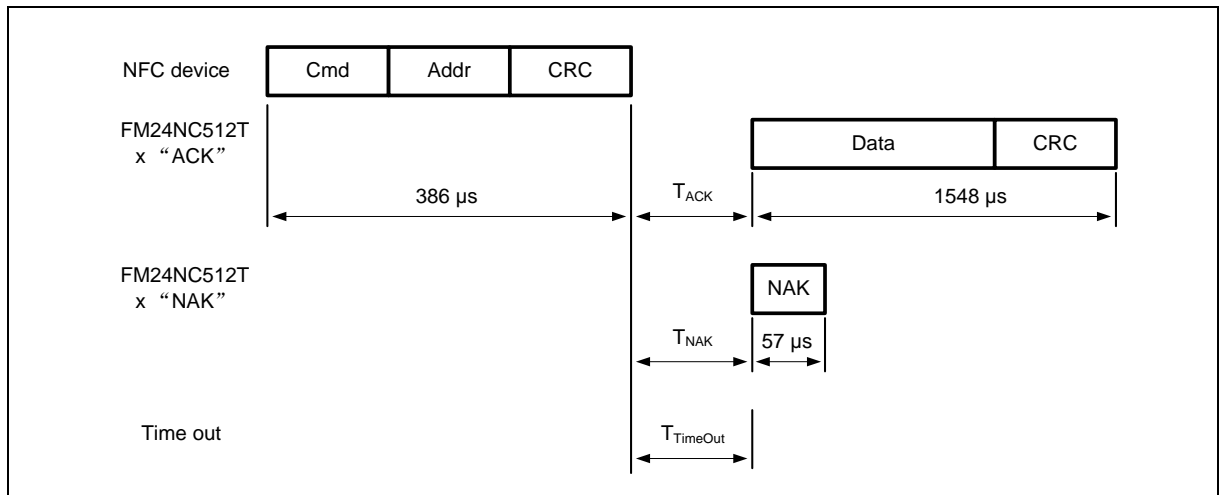 NFC device Cmd Addr CRC
FM24NC512T
x “ACK” Data CRC
386 µs TACK 1548 µs
FM24NC512T
x “NAK” NAK
TNAK 57 µs
Time out TTimeOut